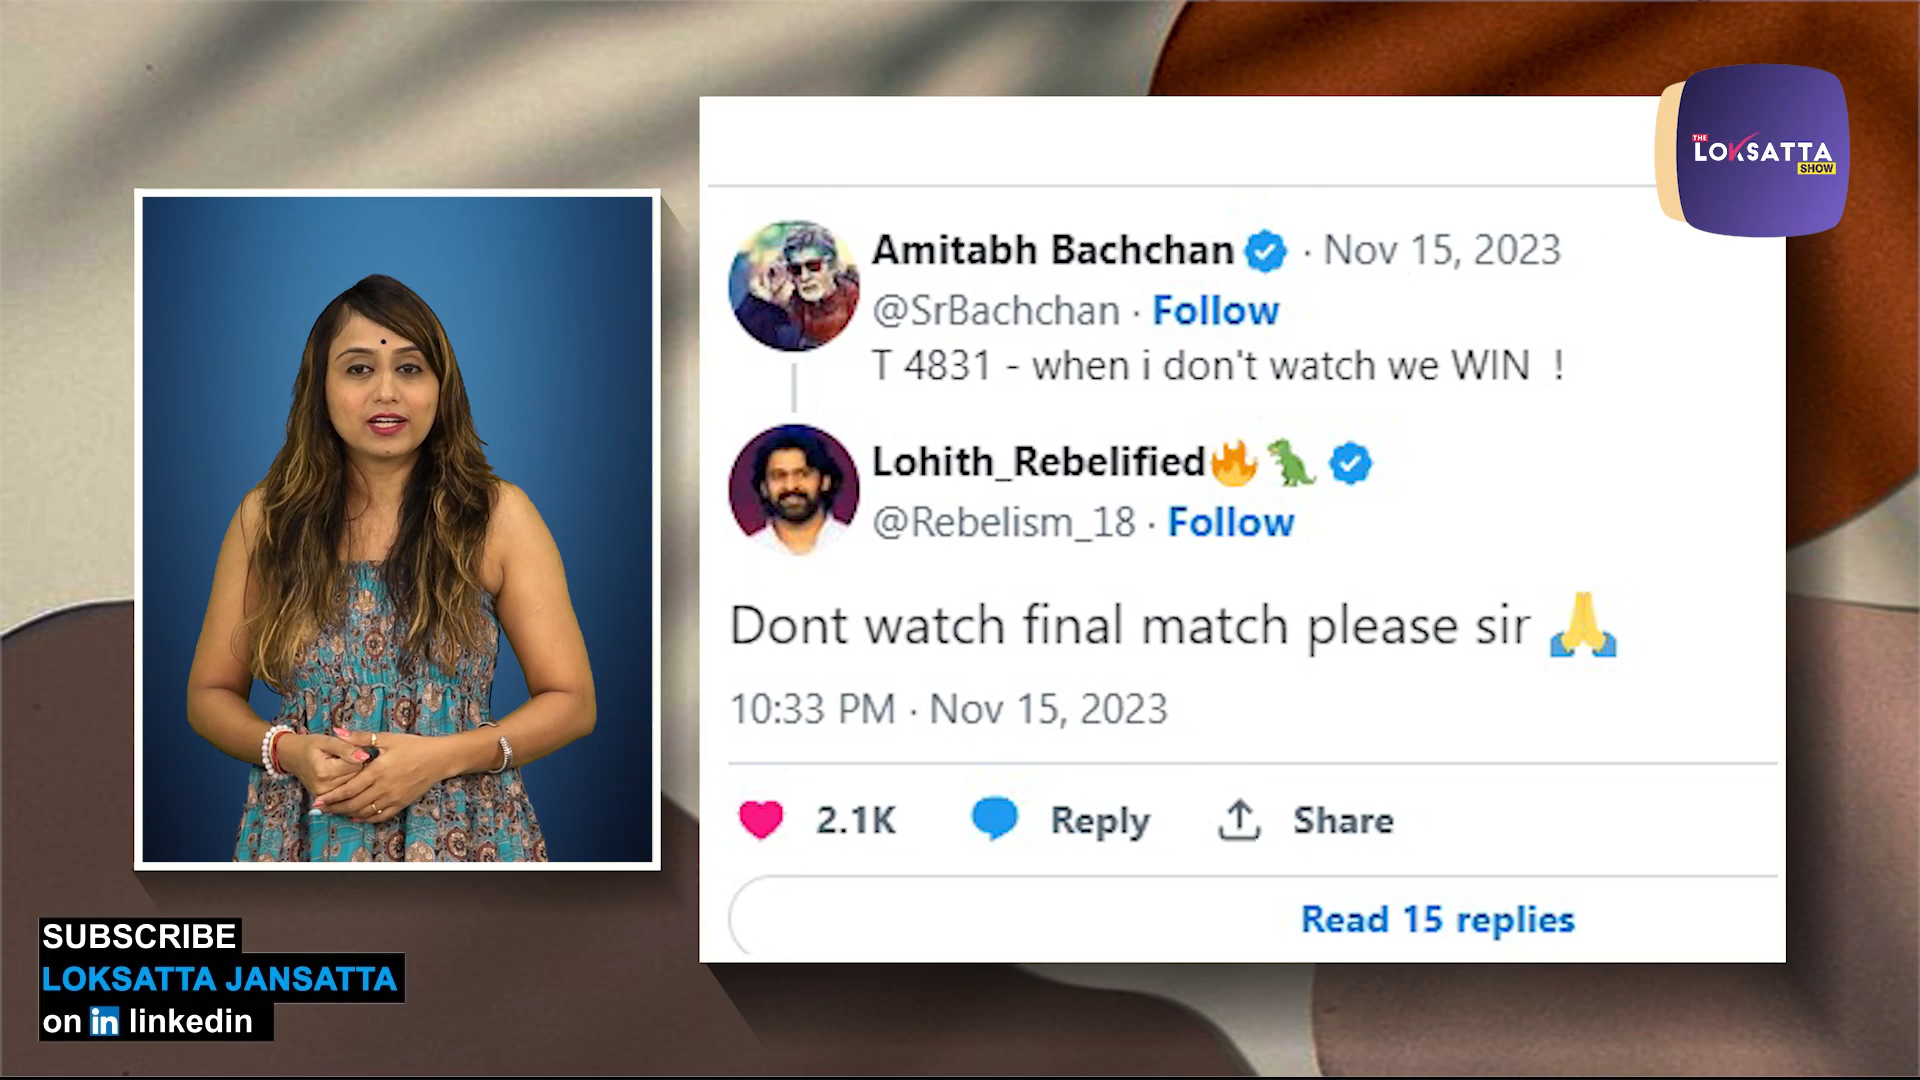 THE
LOKSATTA
SHOW
Amitabh Bachchan · Nov 15, 2023
@SrBachchan · Follow
T 4831 - when i don't watch we WIN !
Lohith_Rebelified🔥🦖
@Rebelism_18 · Follow
Dont watch final match please sir 🙏
10:33 PM · Nov 15, 2023
2.1K Reply Share
Read 15 replies
SUBSCRIBE
LOKSATTA JANSATTA
on in linkedin